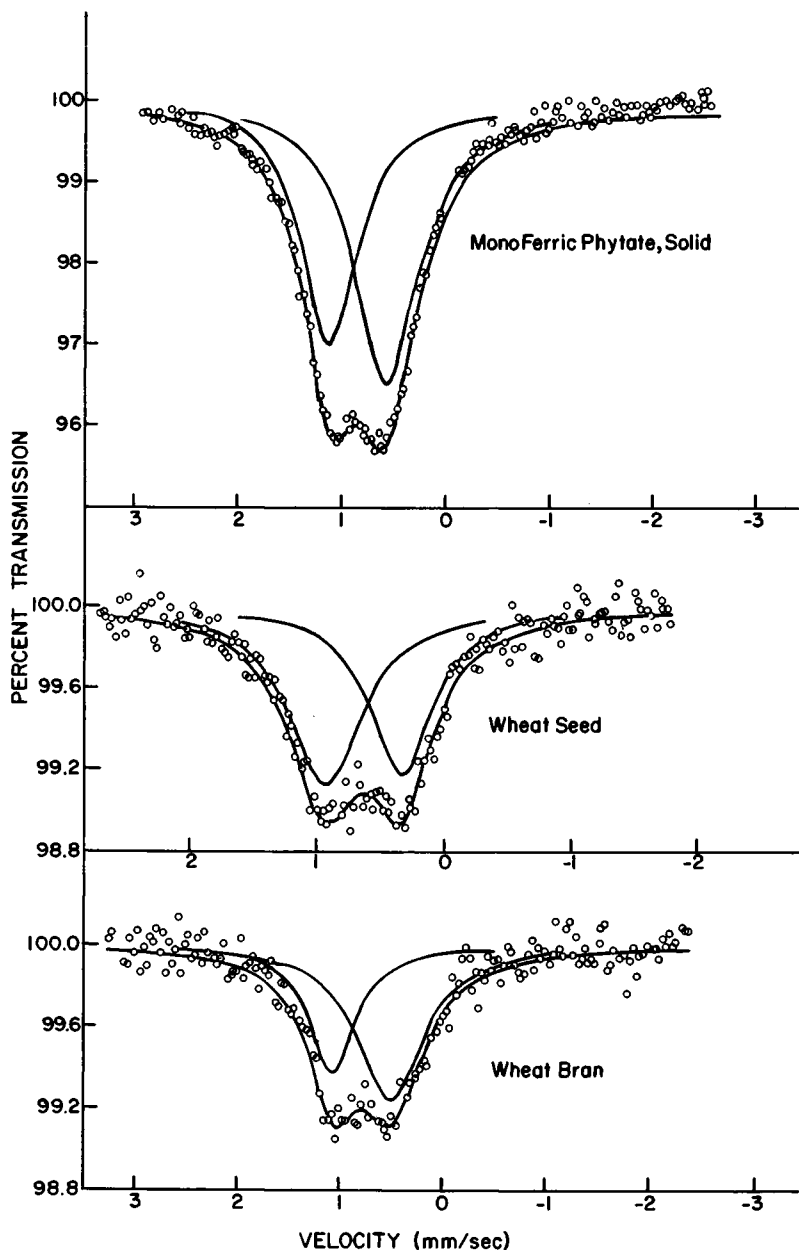 PERCENT TRANSMISSION
100
99
98
97
96
MonoFerric Phytate, Solid
3 2 1 0 -1 -2 -3
100.0
99.6
99.2
98.8
Wheat Seed
2 1 0 -1 -2
100.0
99.6
99.2
98.8
Wheat Bran
3 2 1 0 -1 -2 -3
VELOCITY (mm/sec)